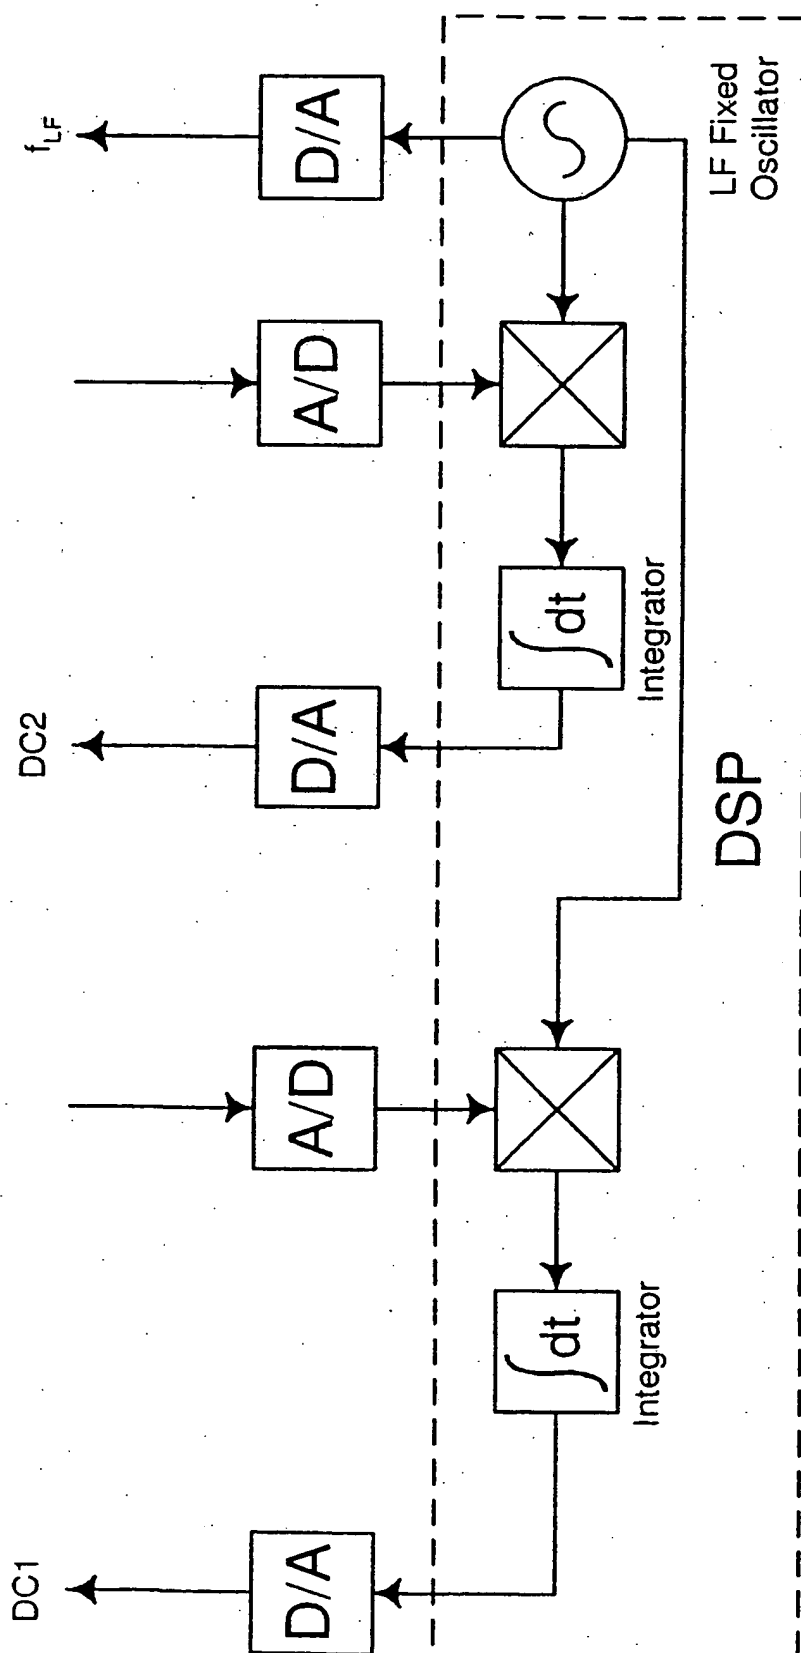 DC1
DC2
f_LF
D/A
A/D
D/A
A/D
D/A
∫dt
Integrator
∫dt
Integrator
LF Fixed
Oscillator
DSP